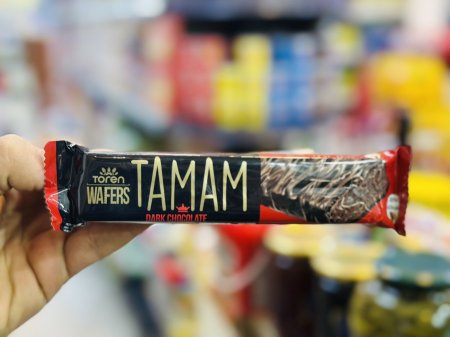 Toren
WAFERS
TAMAM
DARK CHOCOLATE